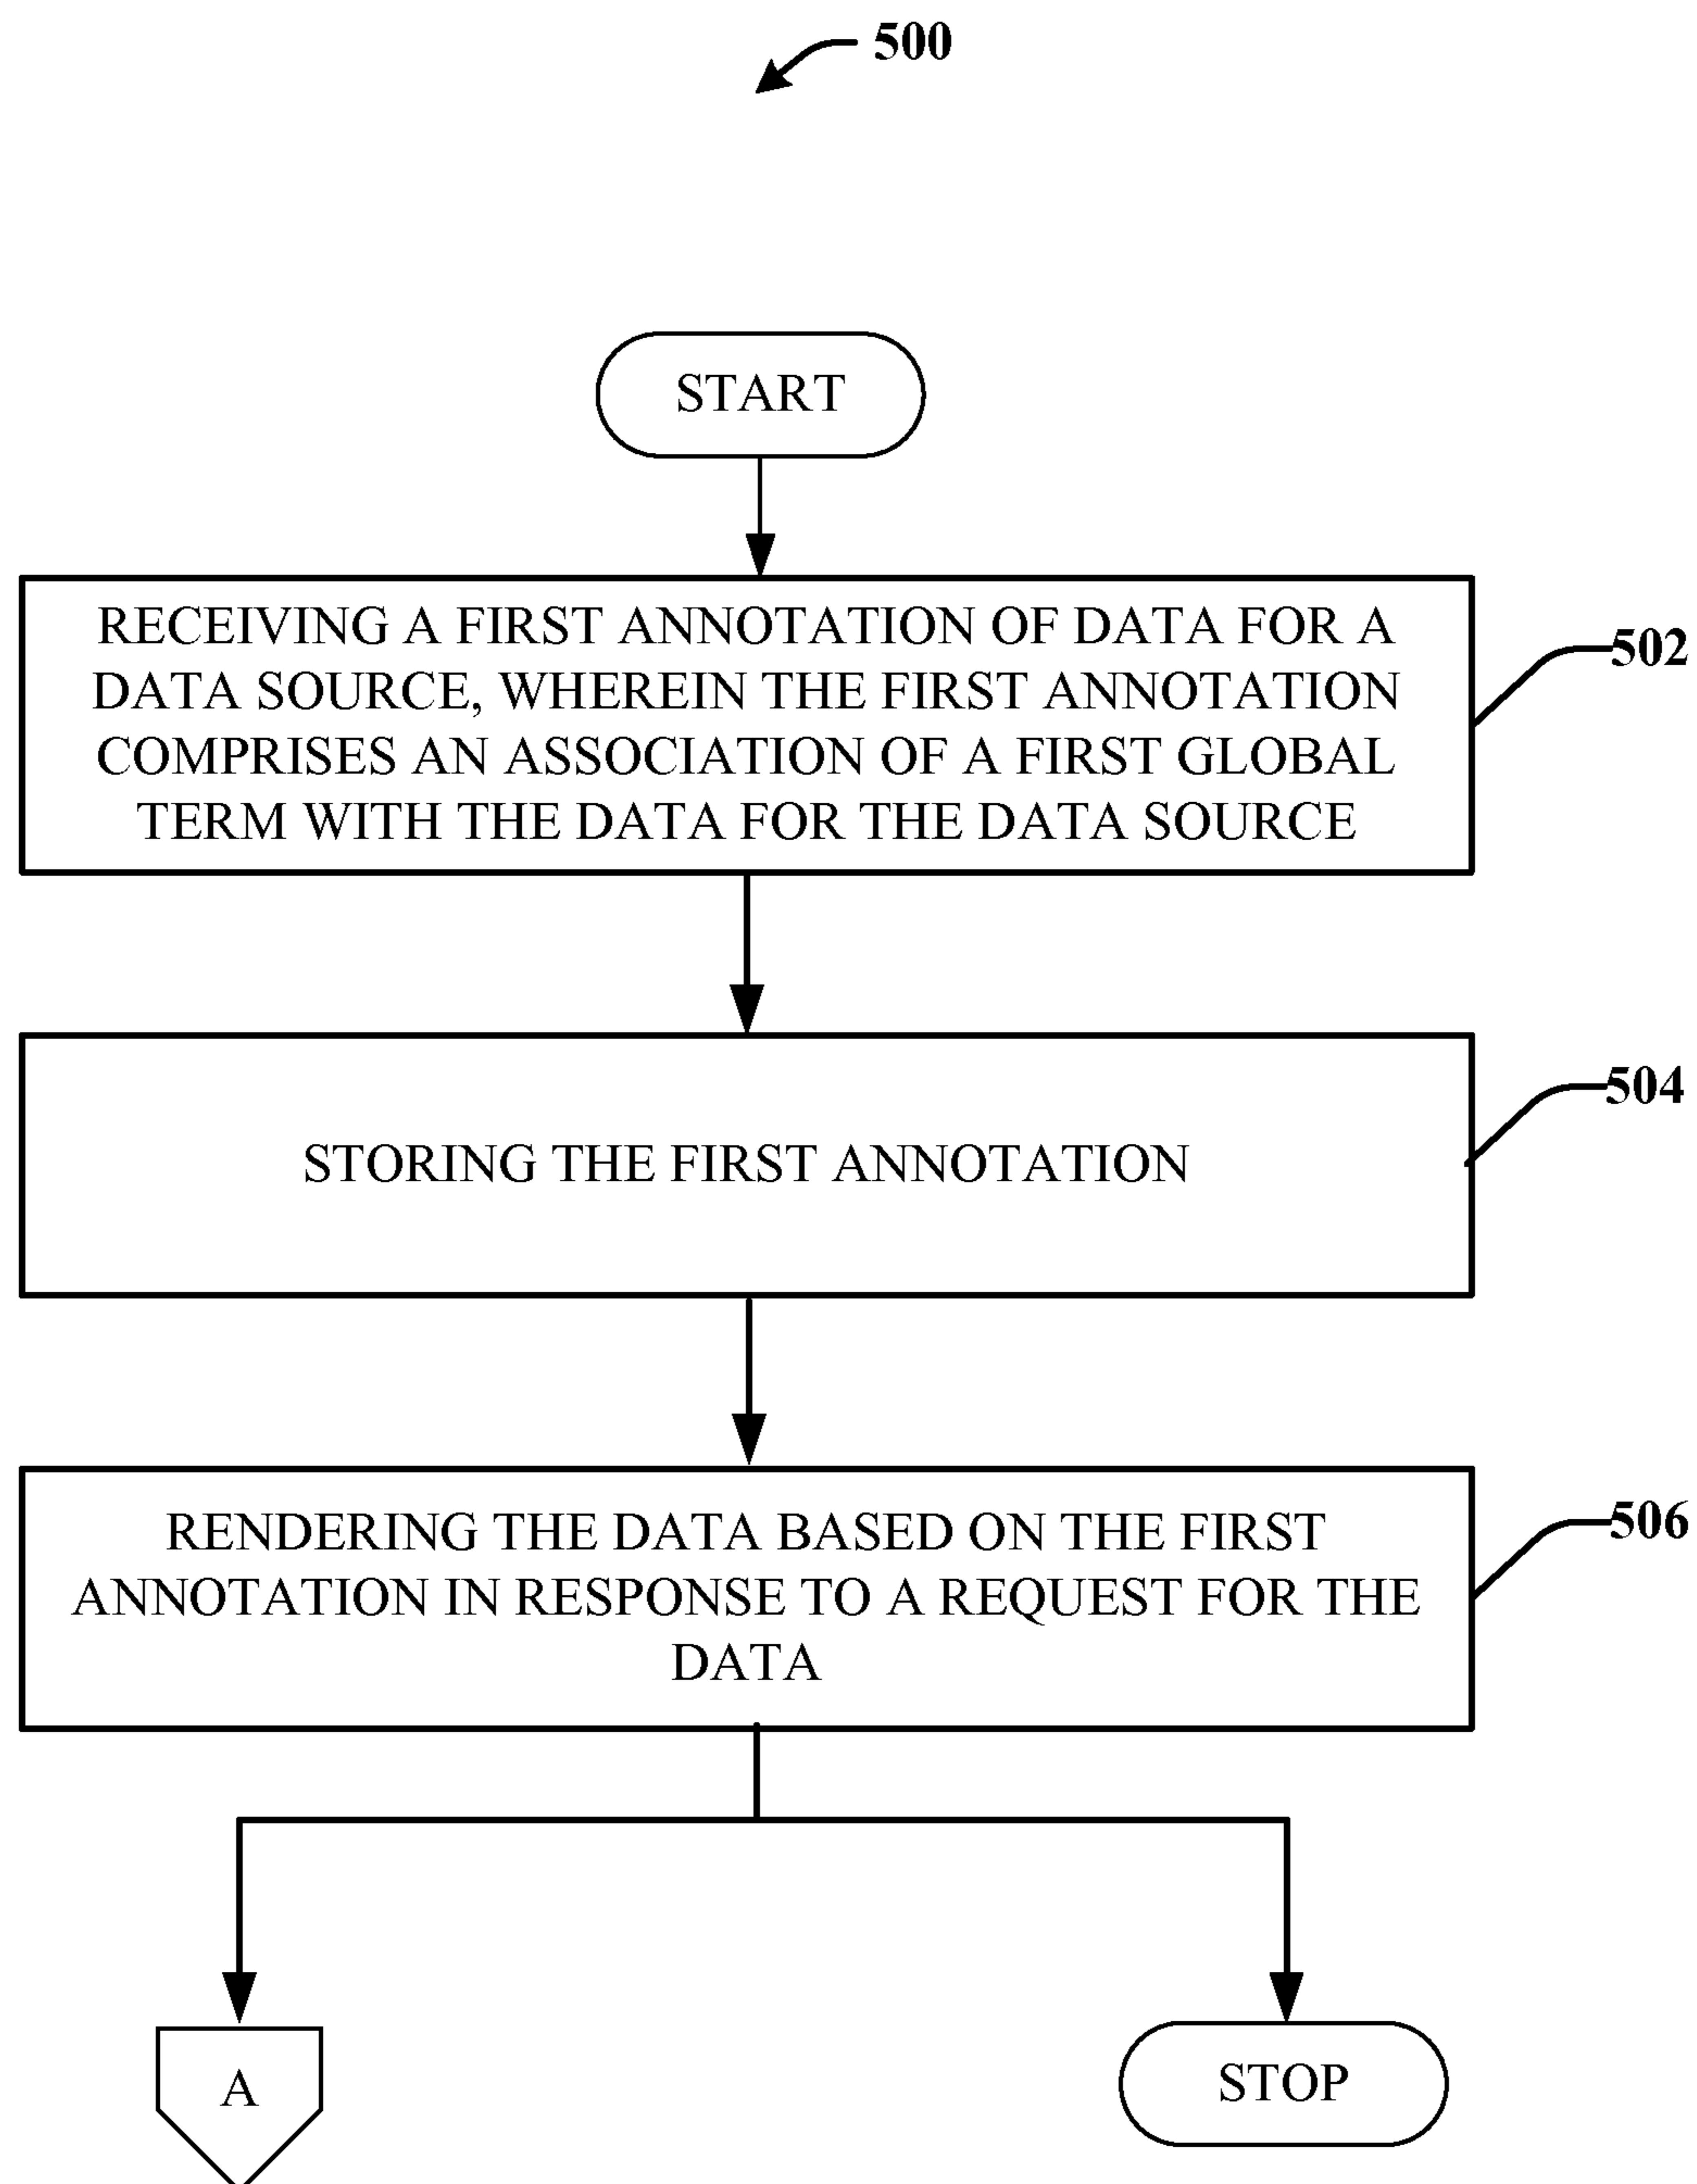 500
START
RECEIVING A FIRST ANNOTATION OF DATA FOR A
DATA SOURCE, WHEREIN THE FIRST ANNOTATION
COMPRISES AN ASSOCIATION OF A FIRST GLOBAL
TERM WITH THE DATA FOR THE DATA SOURCE
502
STORING THE FIRST ANNOTATION
504
RENDERING THE DATA BASED ON THE FIRST
ANNOTATION IN RESPONSE TO A REQUEST FOR THE
DATA
506
A
STOP